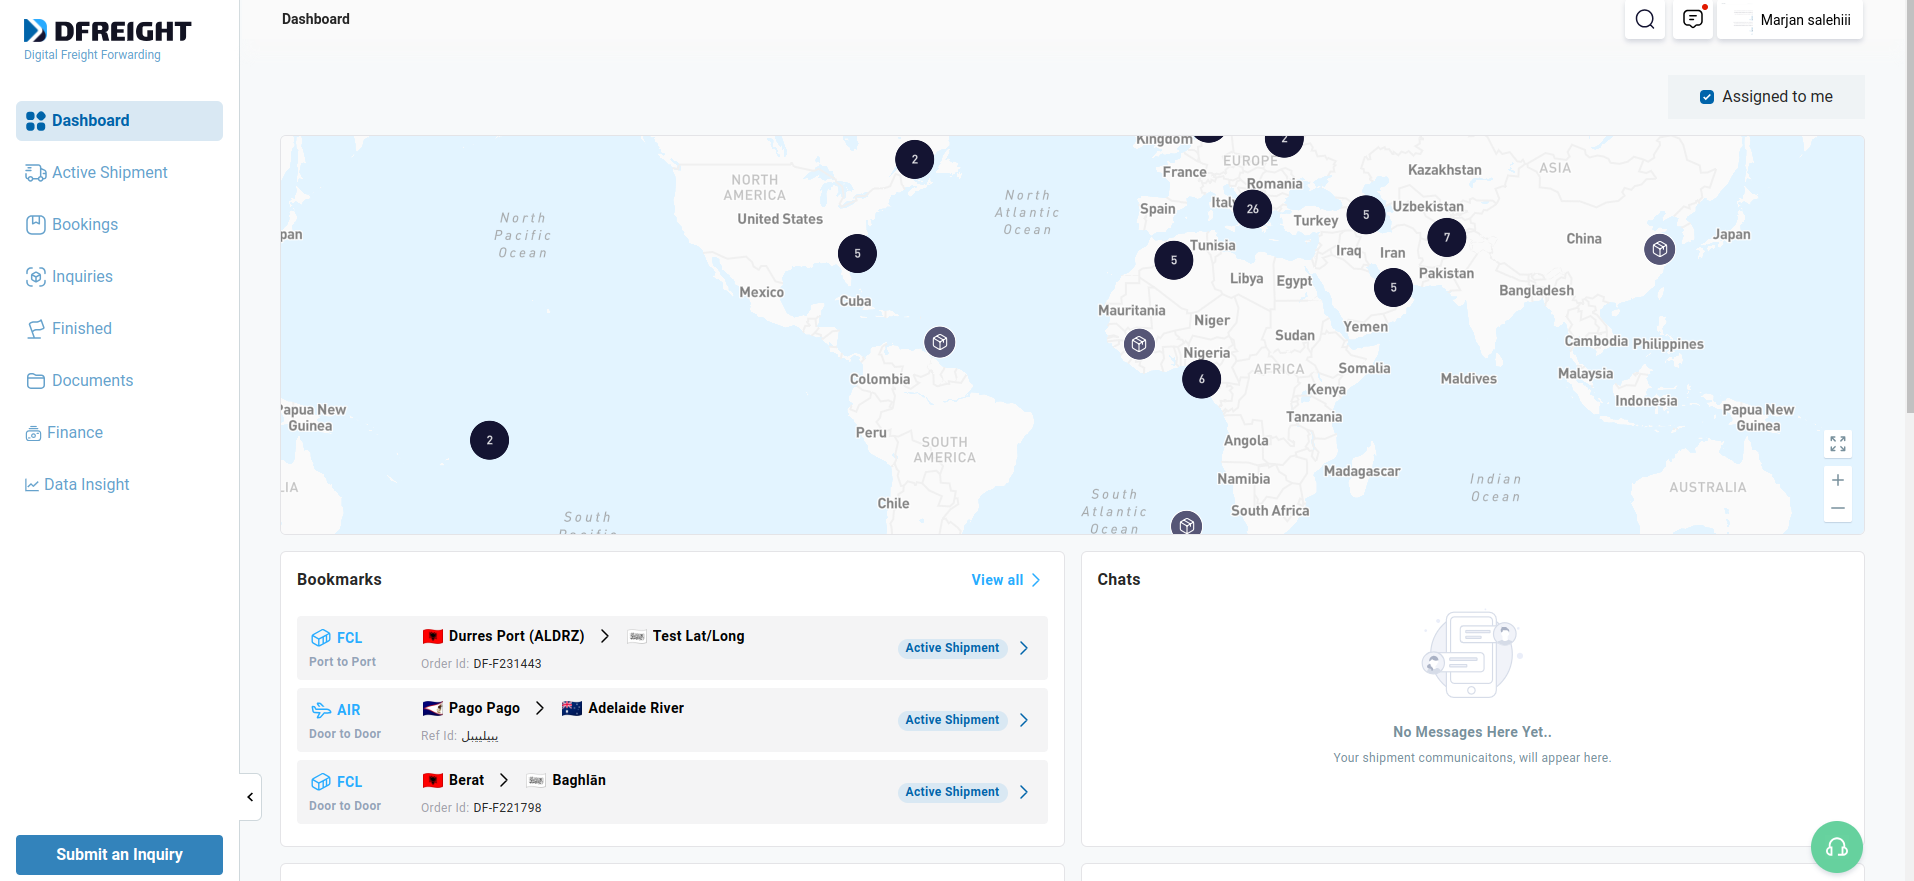 DFREIGHT
Digital Freight Forwarding
Dashboard
Active Shipment
Bookings
Inquiries
Finished
Documents
Finance
Data Insight
Submit an Inquiry
Dashboard
Marjan salehiii
Assigned to me
Kingdom
2
2
EUROPE
ASIA
Kazakhstan
France
NORTH
AMERICA
Romania
North
Atlantic
Ocean
Spain
Ital
26
Uzbekistan
5
Turkey
United States
North
Pacific
Ocean
pan
Japan
China
7
Tunisia
Iraq
Iran
5
5
Pakistan
Libya
Egypt
5
Bangladesh
Mexico
Cuba
Mauritania
Niger
Yemen
Sudan
Cambodia
Philippines
Nigeria
AFRICA
Somalia
Malaysia
Colombia
6
Maldives
Kenya
Indonesia
Papua New
Guinea
Papua New
Guinea
Tanzania
Peru
2
SOUTH
AMERICA
Angola
Madagascar
Namibia
Indian
Ocean
LIA
AUSTRALIA
Chile
South
Atlantic
Ocean
South Africa
South
Pacific
Bookmarks
View all
FCL
Port to Port
Durres Port (ALDRZ)
Test Lat/Long
Order Id: DF-F231443
Active Shipment
AIR
Door to Door
Pago Pago
Adelaide River
Ref Id: يبيليبيل
Active Shipment
FCL
Door to Door
Berat
Baghlān
Order Id: DF-F221798
Active Shipment
Chats
No Messages Here Yet..
Your shipment communicaitons, will appear here.